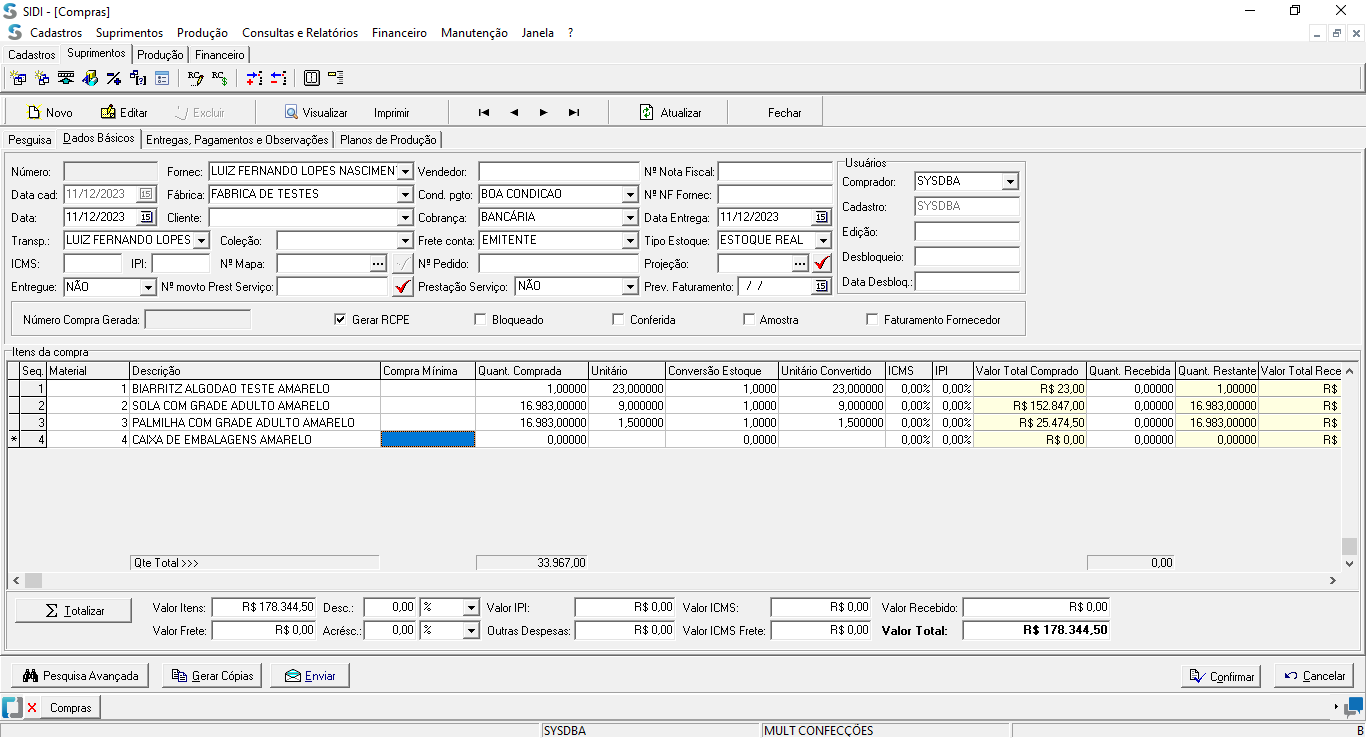 SIDI - [Compras]
Cadastros Suprimentos Produção Consultas e Relatórios Financeiro Manutenção Janela ?
Cadastros Suprimentos Produção Financeiro
Novo Editar Excluir Visualizar Imprimir Atualizar Fechar
Pesquisa Dados Básicos Entregas, Pagamentos e Observações Planos de Produção
Número: Fornec: LUIZ FERNANDO LOPES NASCIMEN Vendedor: Nº Nota Fiscal:
Data cad: 11/12/2023 15 Fábrica: FABRICA DE TESTES Cond. pgto: BOA CONDICAO Nº NF Fornec:
Data: 11/12/2023 15 Cliente: Cobrança: BANCÁRIA Data Entrega: 11/12/2023 15
Transp.: LUIZ FERNANDO LOPES Coleção: Frete conta: EMITENTE Tipo Estoque: ESTOQUE REAL
ICMS: IPI: Nº Mapa: ... Nº Pedido: Projeção: ...
Entregue: NÃO Nº movto Prest Serviço: Prestação Serviço: NÃO Prev. Faturamento: / / 15
Usuários
Comprador: SYSDBA
Cadastro: SYSDBA
Edição:
Desbloqueio:
Data Desbloq.:
Número Compra Gerada: Gerar RCPE Bloqueado Conferida Amostra Faturamento Fornecedor
Itens da compra
Seq. Material Descrição Compra Mínima Quant. Comprada Unitário Conversão Estoque Unitário Convertido ICMS IPI Valor Total Comprado Quant. Recebida Quant. Restante Valor Total Rece
1 1 BIARRITZ ALGODAO TESTE AMARELO 1,00000 23,000000 1,0000 23,000000 0,00% 0,00% R$ 23,00 0,00000 1,00000 R$
2 2 SOLA COM GRADE ADULTO AMARELO 16.983,00000 9,000000 1,0000 9,000000 0,00% 0,00% R$ 152.847,00 0,00000 16.983,00000 R$
3 3 PALMILHA COM GRADE ADULTO AMARELO 16.983,00000 1,500000 1,0000 1,500000 0,00% 0,00% R$ 25.474,50 0,00000 16.983,00000 R$
* 4 4 CAIXA DE EMBALAGENS AMARELO 0,00000 0,0000 0,00% 0,00% R$ 0,00 0,00000 0,00000 R$
Qte Total >>> 33.967,00 0,00
Σ Totalizar Valor Itens: R$ 178.344,50 Desc.: 0,00 % Valor IPI: R$ 0,00 Valor ICMS: R$ 0,00 Valor Recebido: R$ 0,00
Valor Frete: R$ 0,00 Acrésc.: 0,00 % Outras Despesas: R$ 0,00 Valor ICMS Frete: R$ 0,00 Valor Total: R$ 178.344,50
Pesquisa Avançada Gerar Cópias Enviar Confirmar Cancelar
Compras
SYSDBA MULT CONFECÇÕES B